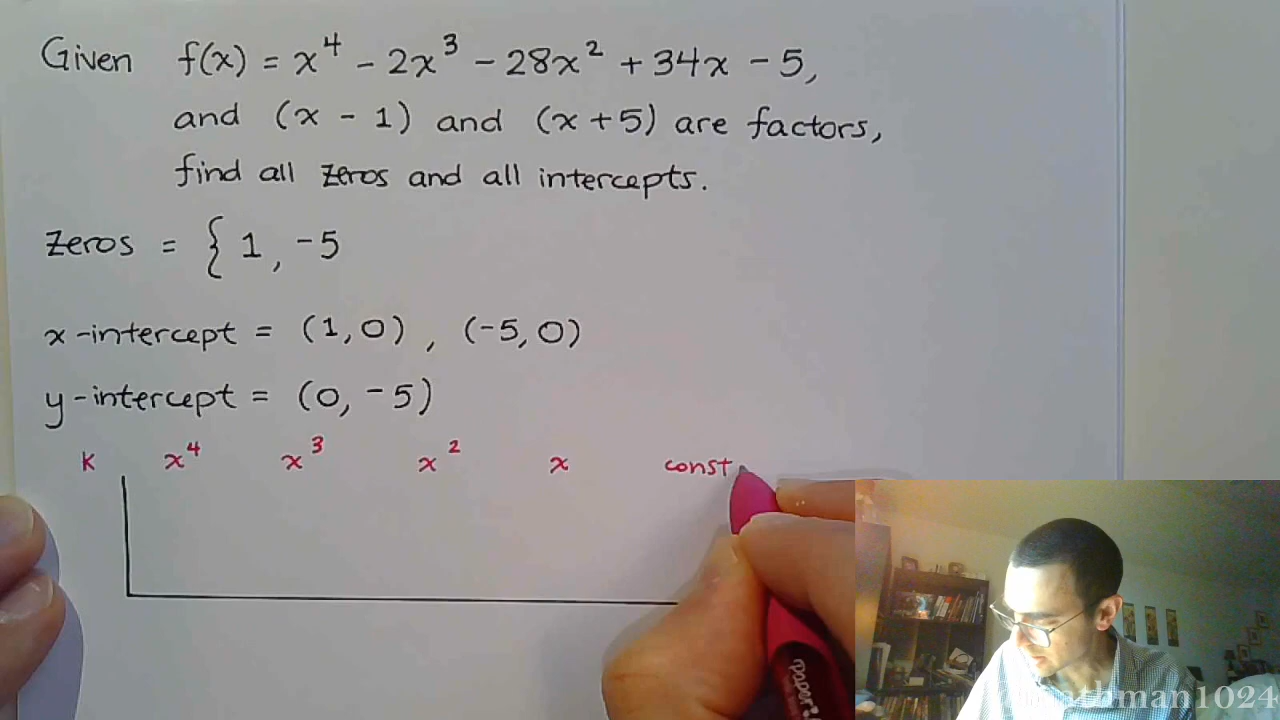 Given f(x) = x⁴ - 2x³ - 28x² + 34x - 5,
and (x - 1) and (x + 5) are factors,
find all zeros and all intercepts.
zeros = { 1, -5
x-intercept = (1, 0), (-5, 0)
y-intercept = (0, -5)
K x⁴ x³ x² x const